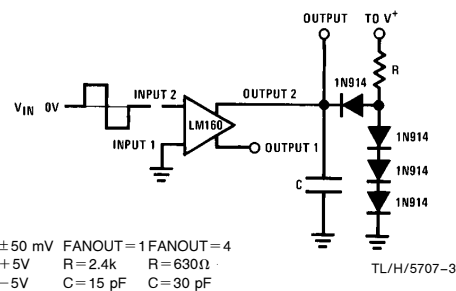 OUTPUT TO V+
R
1N914
INPUT 2 OUTPUT 2
VIN 0V
LM160
1N914
INPUT 1
OUTPUT 1
1N914
C
1N914
±50 mV FANOUT=1 FANOUT=4
+5V R=2.4k R=630Ω
−5V C=15 pF C=30 pF
TL/H/5707–3